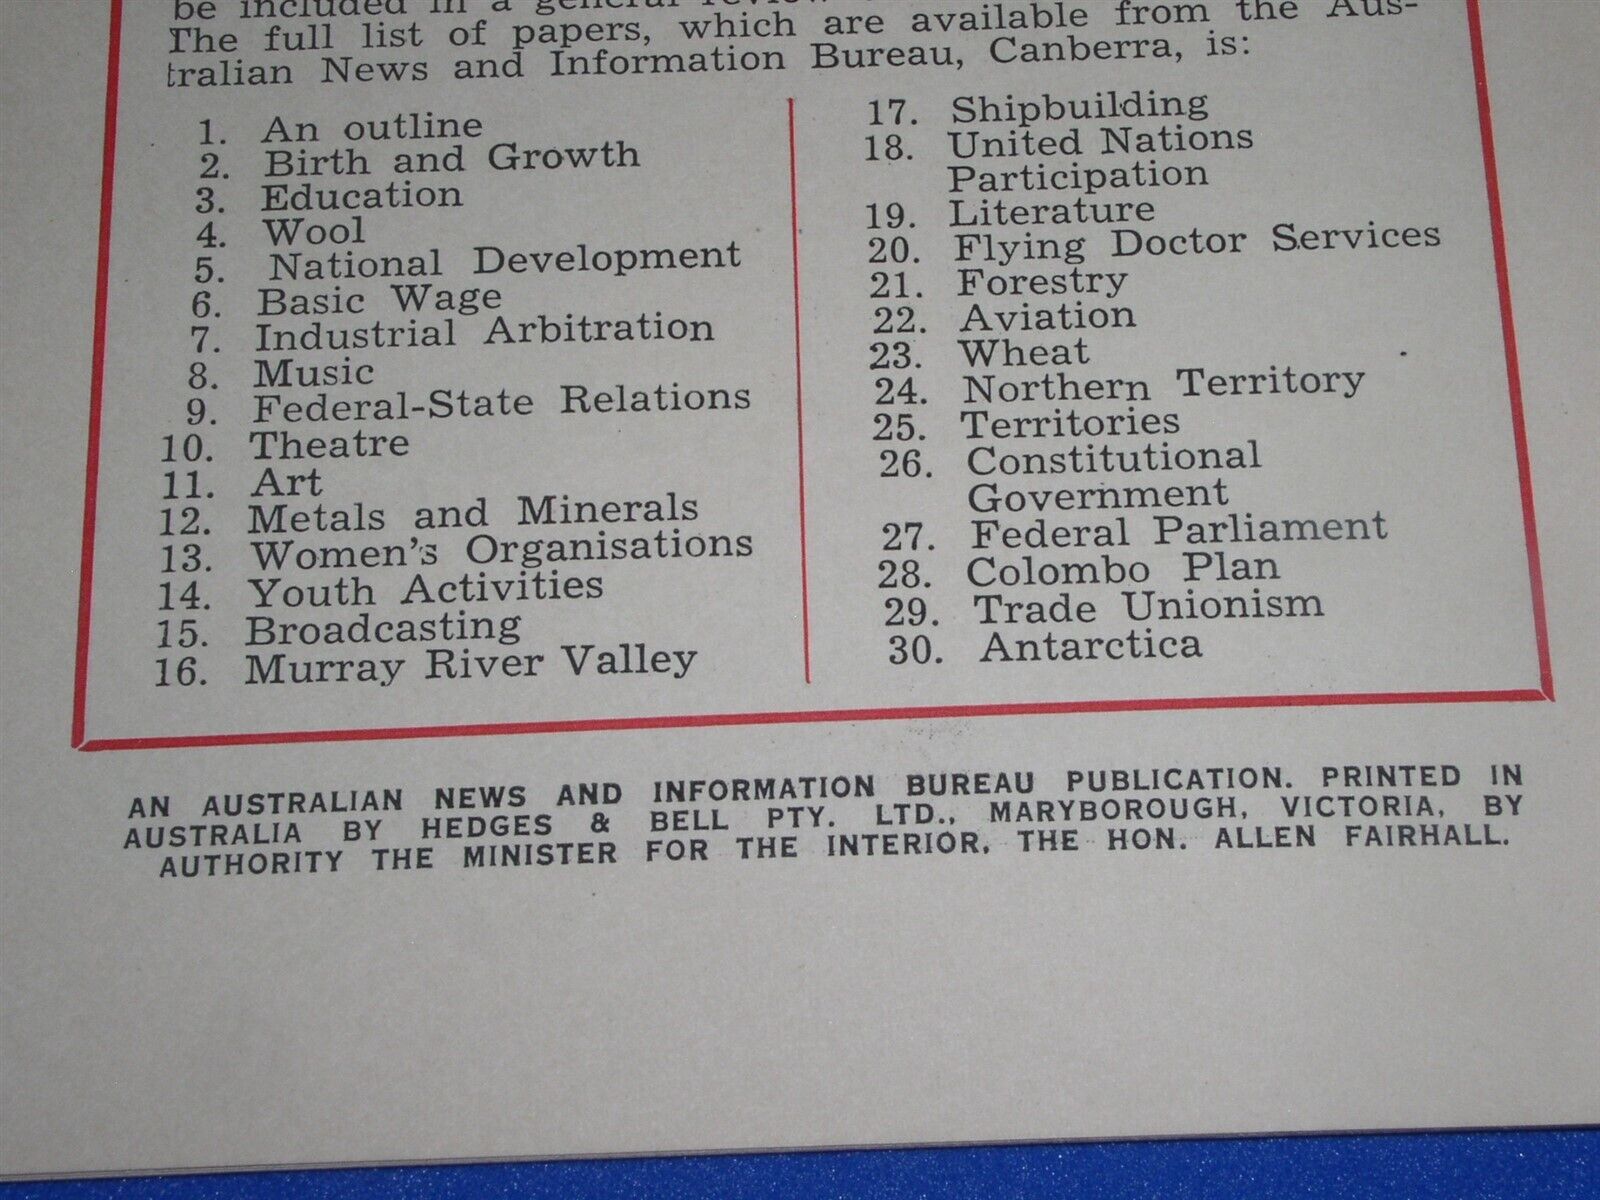 be included in a general review
The full list of papers, which are available from the Aus-
tralian News and Information Bureau, Canberra, is:
1. An outline
2. Birth and Growth
3. Education
4. Wool
5. National Development
6. Basic Wage
7. Industrial Arbitration
8. Music
9. Federal-State Relations
10. Theatre
11. Art
12. Metals and Minerals
13. Women's Organisations
14. Youth Activities
15. Broadcasting
16. Murray River Valley
17. Shipbuilding
18. United Nations
Participation
19. Literature
20. Flying Doctor Services
21. Forestry
22. Aviation
23. Wheat
24. Northern Territory
25. Territories
26. Constitutional
Government
27. Federal Parliament
28. Colombo Plan
29. Trade Unionism
30. Antarctica
AN AUSTRALIAN NEWS AND INFORMATION BUREAU PUBLICATION. PRINTED IN
AUSTRALIA BY HEDGES & BELL PTY. LTD., MARYBOROUGH, VICTORIA, BY
AUTHORITY THE MINISTER FOR THE INTERIOR, THE HON. ALLEN FAIRHALL.